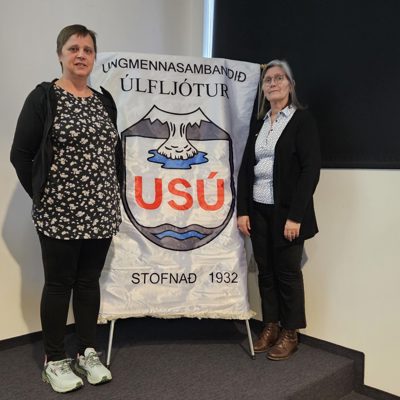 UNGMENNASAMBANDIÐ
ÚLFLJÓTUR
USÚ
STOFNAÐ 1932